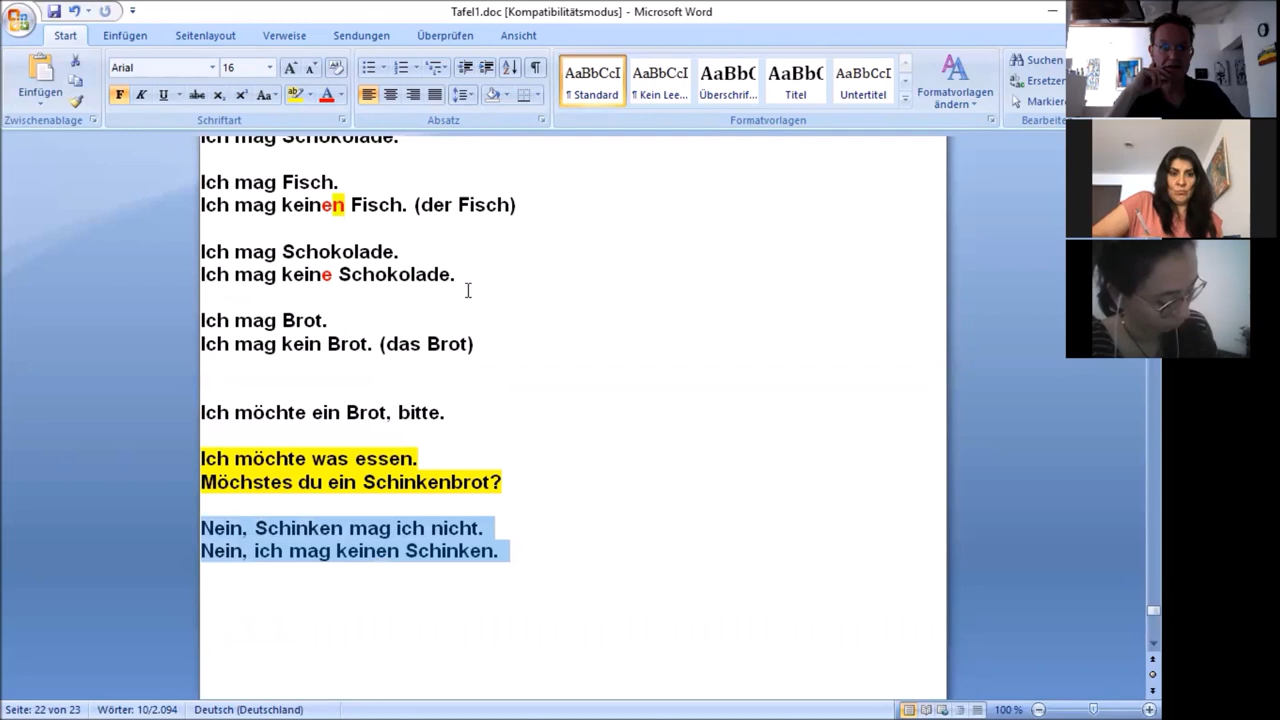 Tafel1.doc [Kompatibilitätsmodus] - Microsoft Word
Start Einfügen Seitenlayout Verweise Sendungen Überprüfen Ansicht
Einfügen
Zwischenablage
Arial 16
F K U abc x₂ x² Aa
Schriftart
Absatz
AaBbCcI AaBbCcI AaBbC AaBbC AaBbCcI
¶ Standard ¶ Kein Lee... Überschrif... Titel Untertitel
Formatvorlagen
ändern
Formatvorlagen
Suchen
Ersetzen
Markieren
Bearbeite
Ich mag Schokolade.
Ich mag Fisch.
Ich mag keinen Fisch. (der Fisch)
Ich mag Schokolade.
Ich mag keine Schokolade.
Ich mag Brot.
Ich mag kein Brot. (das Brot)
Ich möchte ein Brot, bitte.
Ich möchte was essen.
Möchstes du ein Schinkenbrot?
Nein, Schinken mag ich nicht.
Nein, ich mag keinen Schinken.
Seite: 22 von 23 Wörter: 10/2.094 Deutsch (Deutschland) 100 %